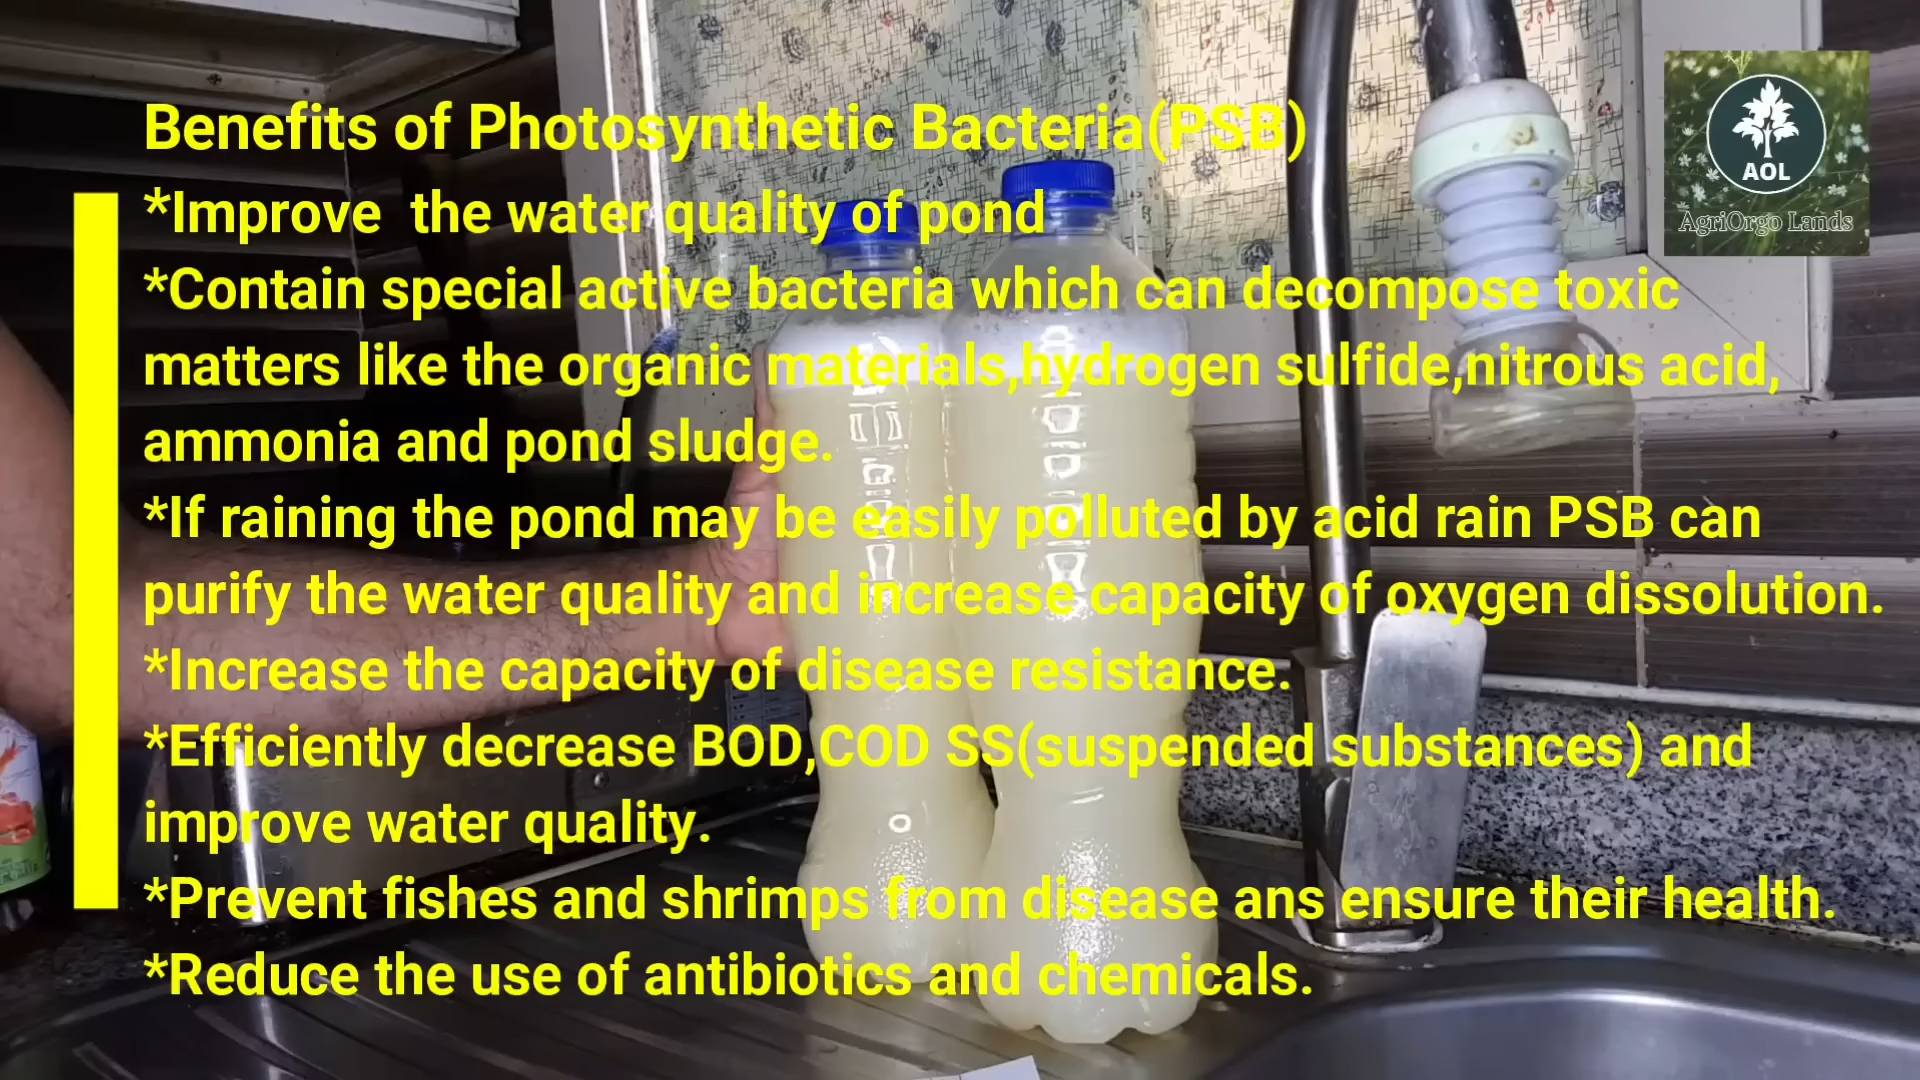 Benefits of Photosynthetic Bacteria(PSB)
*Improve the water quality of pond
*Contain special active bacteria which can decompose toxic
matters like the organic materials,hydrogen sulfide,nitrous acid,
ammonia and pond sludge.
*If raining the pond may be easily polluted by acid rain PSB can
purify the water quality and increase capacity of oxygen dissolution.
*Increase the capacity of disease resistance.
*Efficiently decrease BOD,COD SS(suspended substances) and
improve water quality.
*Prevent fishes and shrimps from disease ans ensure their health.
*Reduce the use of antibiotics and chemicals.
AOL
AgriOrgo Lands